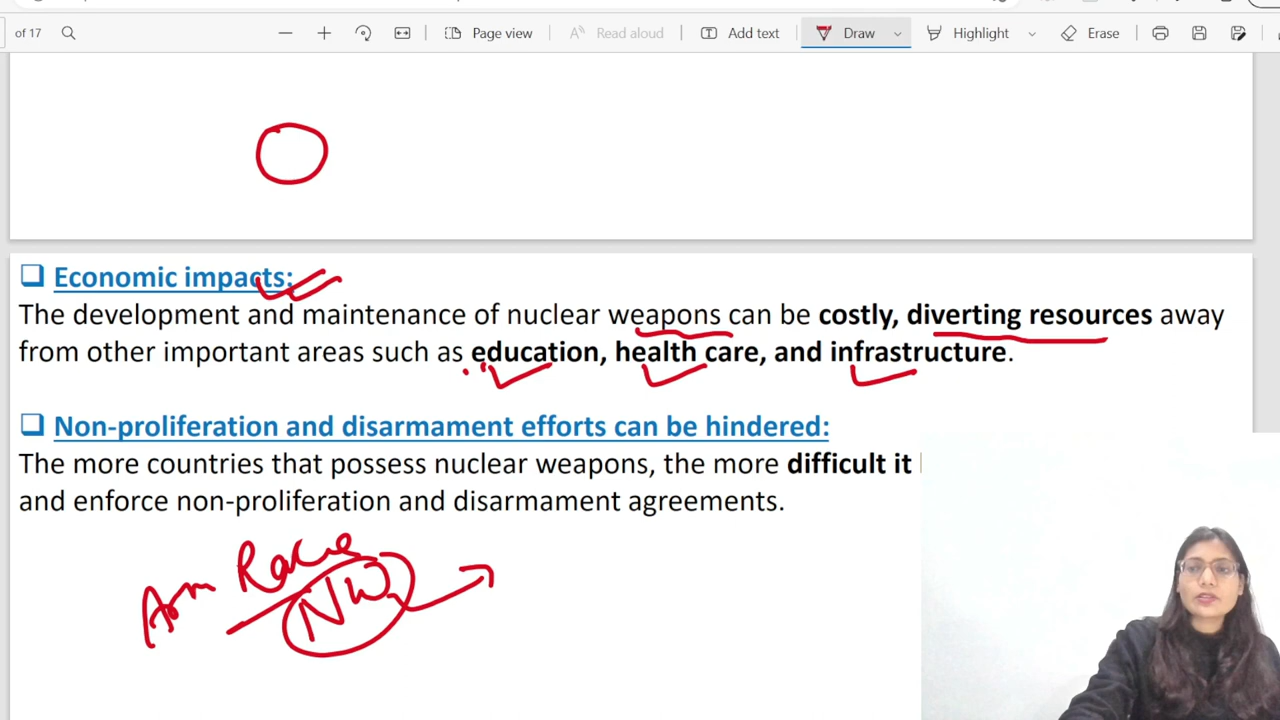 of 17
Page view
Read aloud
Add text
Draw
Highlight
Erase
Economic impacts:
The development and maintenance of nuclear weapons can be costly, diverting resources away
from other important areas such as education, health care, and infrastructure.
Non-proliferation and disarmament efforts can be hindered:
The more countries that possess nuclear weapons, the more difficult it
and enforce non-proliferation and disarmament agreements.
Arm Race
NW